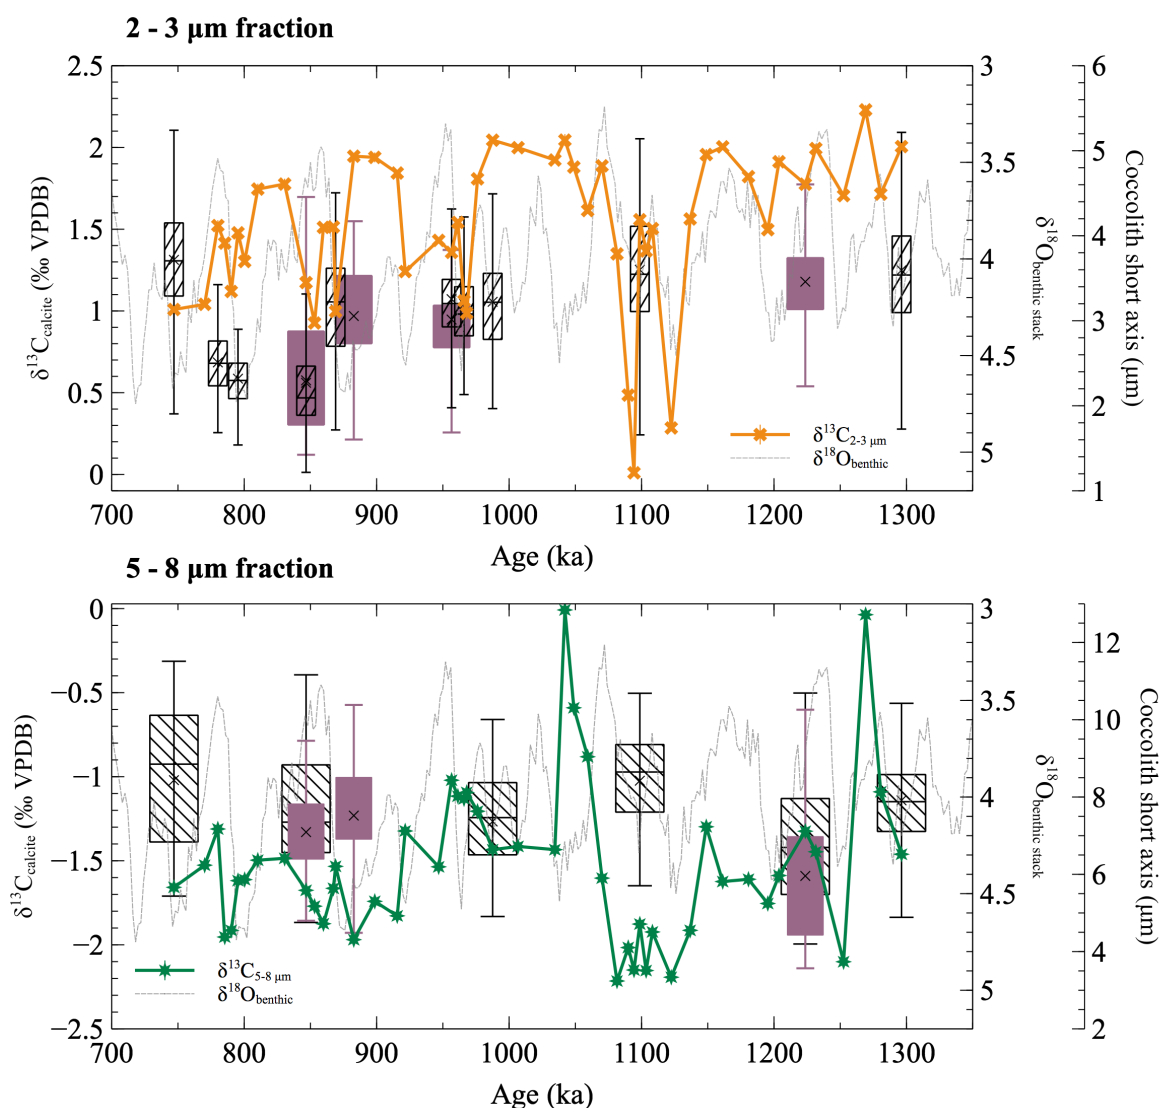 2 - 3 μm fraction
2.5
2
1.5
1
0.5
0
δ13Ccalcite (‰ VPDB)
3
3.5
4
4.5
5
δ18Obenthic stack
6
5
4
3
2
1
Coccolith short axis (μm)
δ13C2-3 μm
δ18Obenthic
700 800 900 1000 1100 1200 1300
Age (ka)
5 - 8 μm fraction
0
−0.5
−1
−1.5
−2
−2.5
δ13Ccalcite (‰ VPDB)
3
3.5
4
4.5
5
δ18Obenthic stack
12
10
8
6
4
2
Coccolith short axis (μm)
δ13C5-8 μm
δ18Obenthic
700 800 900 1000 1100 1200 1300
Age (ka)